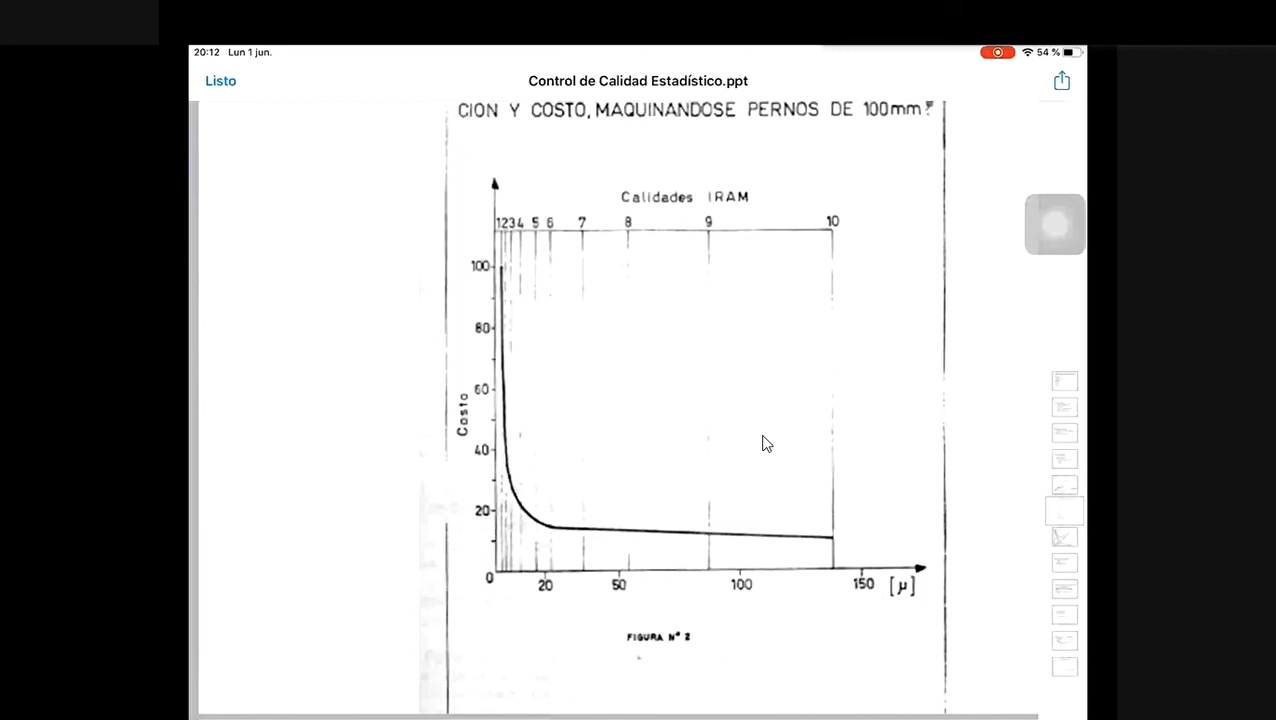 20:12 Lun 1 jun.
54 %
Listo
Control de Calidad Estadístico.ppt
CION Y COSTO, MAQUINANDOSE PERNOS DE 100mm
Calidades IRAM
1 2 3 4 5 6 7 8 9 10
100
80
60
Costo
40
20
0 20 50 100 150 [µ]
FIGURA Nº 2